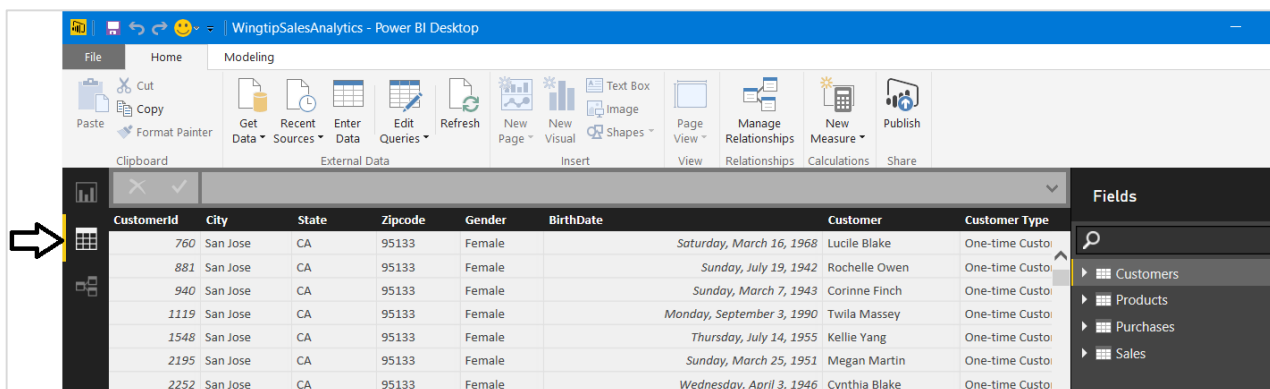 WingtipSalesAnalytics - Power BI Desktop
File Home Modeling
Paste
Cut
Copy
Format Painter
Clipboard
Get Data
Recent Sources
Enter Data
Edit Queries
Refresh
External Data
New Page
New Visual
Text Box
Image
Shapes
Insert
Page View
View
Manage Relationships
Relationships
New Measure
Calculations
Publish
Share
CustomerId City State Zipcode Gender BirthDate Customer Customer Type
760 San Jose CA 95133 Female Saturday, March 16, 1968 Lucile Blake One-time Custo
881 San Jose CA 95133 Female Sunday, July 19, 1942 Rochelle Owen One-time Custo
940 San Jose CA 95133 Female Sunday, March 7, 1943 Corinne Finch One-time Custo
1119 San Jose CA 95133 Female Monday, September 3, 1990 Twila Massey One-time Custo
1548 San Jose CA 95133 Female Thursday, July 14, 1955 Kellie Yang One-time Custo
2195 San Jose CA 95133 Female Sunday, March 25, 1951 Megan Martin One-time Custo
2252 San Jose CA 95133 Female Wednesday, April 3, 1946 Cynthia Blake One-time Custo
Fields
Customers
Products
Purchases
Sales